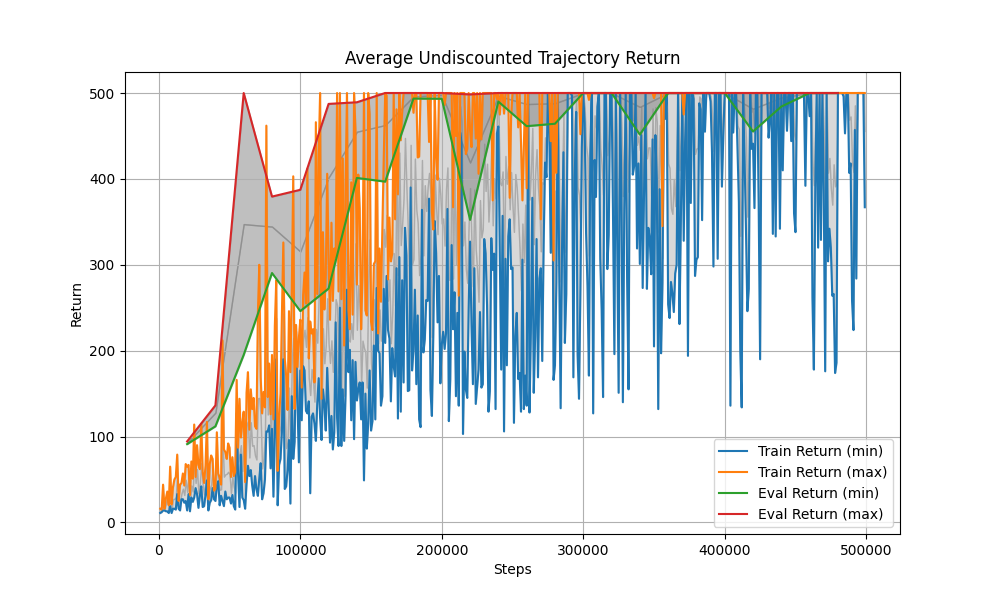 Average Undiscounted Trajectory Return
Return
500
400
300
200
100
0
0 100000 200000 300000 400000 500000
Steps
Train Return (min)
Train Return (max)
Eval Return (min)
Eval Return (max)